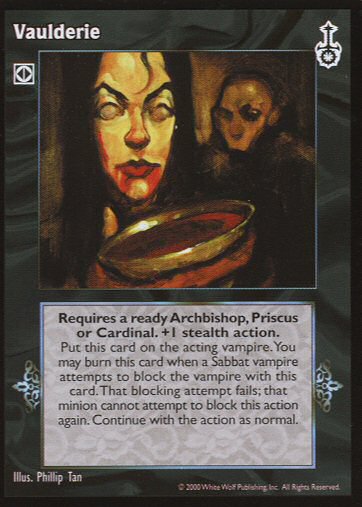 Vaulderie
Requires a ready Archbishop, Priscus
or Cardinal. +1 stealth action.
Put this card on the acting vampire. You
may burn this card when a Sabbat vampire
attempts to block the vampire with this
card. That blocking attempt fails; that
minion cannot attempt to block this action
again. Continue with the action as normal.
Illus. Phillip Tan
© 2000 White Wolf Publishing, Inc. All Rights Reserved.